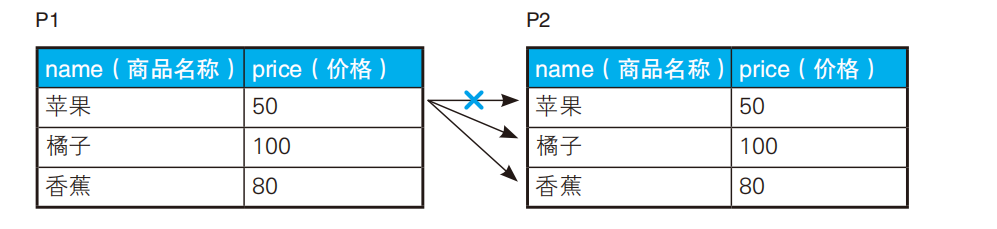 P1 P2
name（商品名称） price（价格） name（商品名称） price（价格）
苹果 50 苹果 50
橘子 100 橘子 100
香蕉 80 香蕉 80